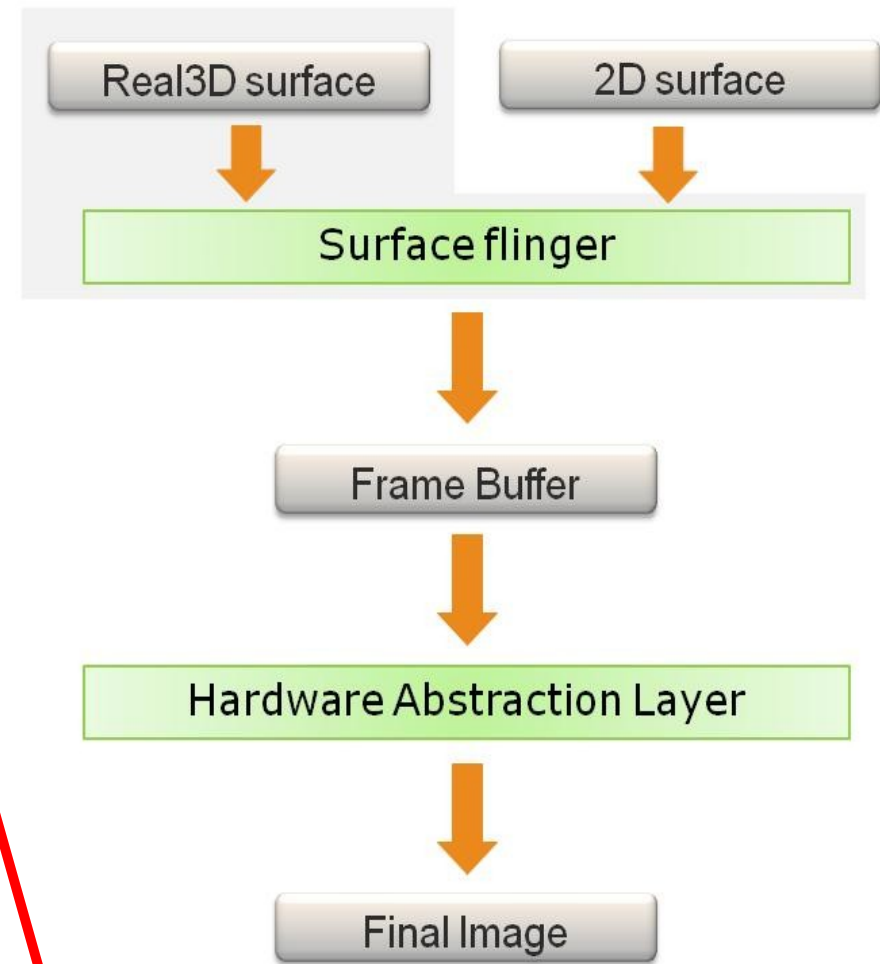 Real3D surface
2D surface
Surface flinger
Frame Buffer
Hardware Abstraction Layer
Final Image